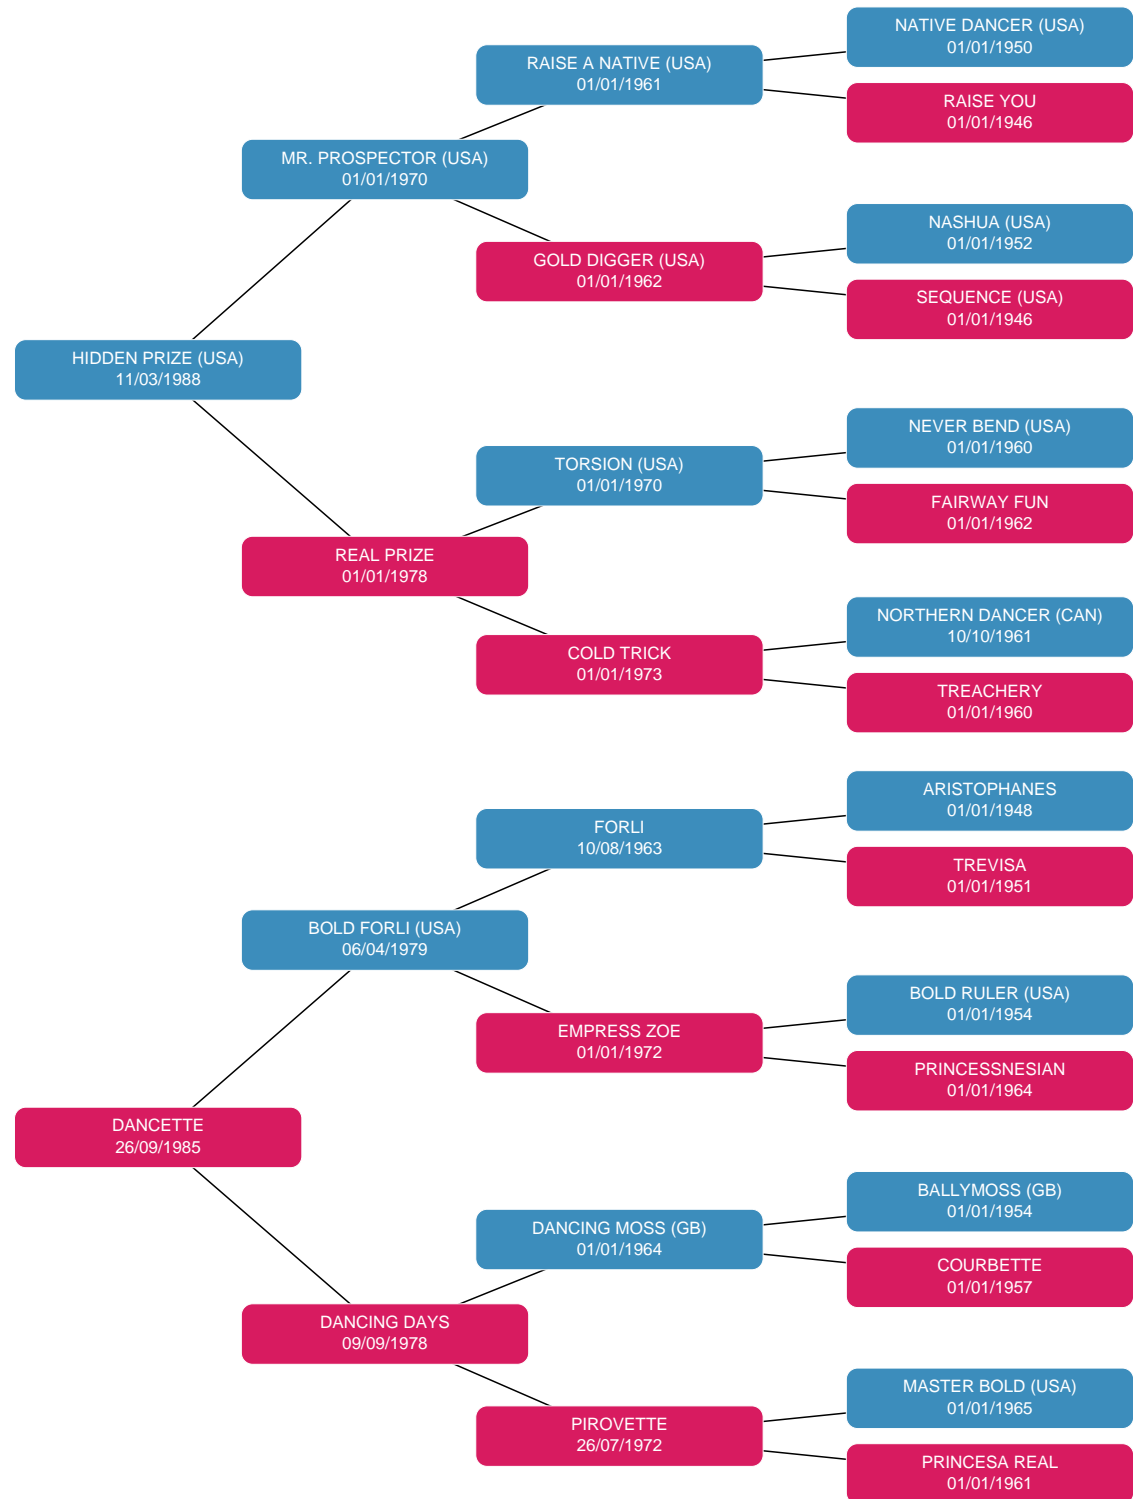 NATIVE DANCER (USA)
01/01/1950
RAISE A NATIVE (USA)
01/01/1961
RAISE YOU
01/01/1946
MR. PROSPECTOR (USA)
01/01/1970
NASHUA (USA)
01/01/1952
GOLD DIGGER (USA)
01/01/1962
SEQUENCE (USA)
01/01/1946
HIDDEN PRIZE (USA)
11/03/1988
NEVER BEND (USA)
01/01/1960
TORSION (USA)
01/01/1970
FAIRWAY FUN
01/01/1962
REAL PRIZE
01/01/1978
NORTHERN DANCER (CAN)
10/10/1961
COLD TRICK
01/01/1973
TREACHERY
01/01/1960
ARISTOPHANES
01/01/1948
FORLI
10/08/1963
TREVISA
01/01/1951
BOLD FORLI (USA)
06/04/1979
BOLD RULER (USA)
01/01/1954
EMPRESS ZOE
01/01/1972
PRINCESSNESIAN
01/01/1964
DANCETTE
26/09/1985
BALLYMOSS (GB)
01/01/1954
DANCING MOSS (GB)
01/01/1964
COURBETTE
01/01/1957
DANCING DAYS
09/09/1978
MASTER BOLD (USA)
01/01/1965
PIROVETTE
26/07/1972
PRINCESA REAL
01/01/1961